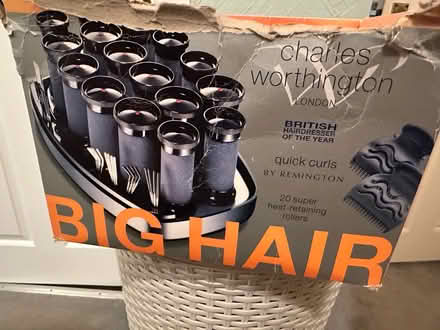 charles
worthington
LONDON
BRITISH
HAIRDRESSER
OF THE YEAR
quick curls
BY REMINGTON
20 super
heat-retaining
rollers
BIG HAIR